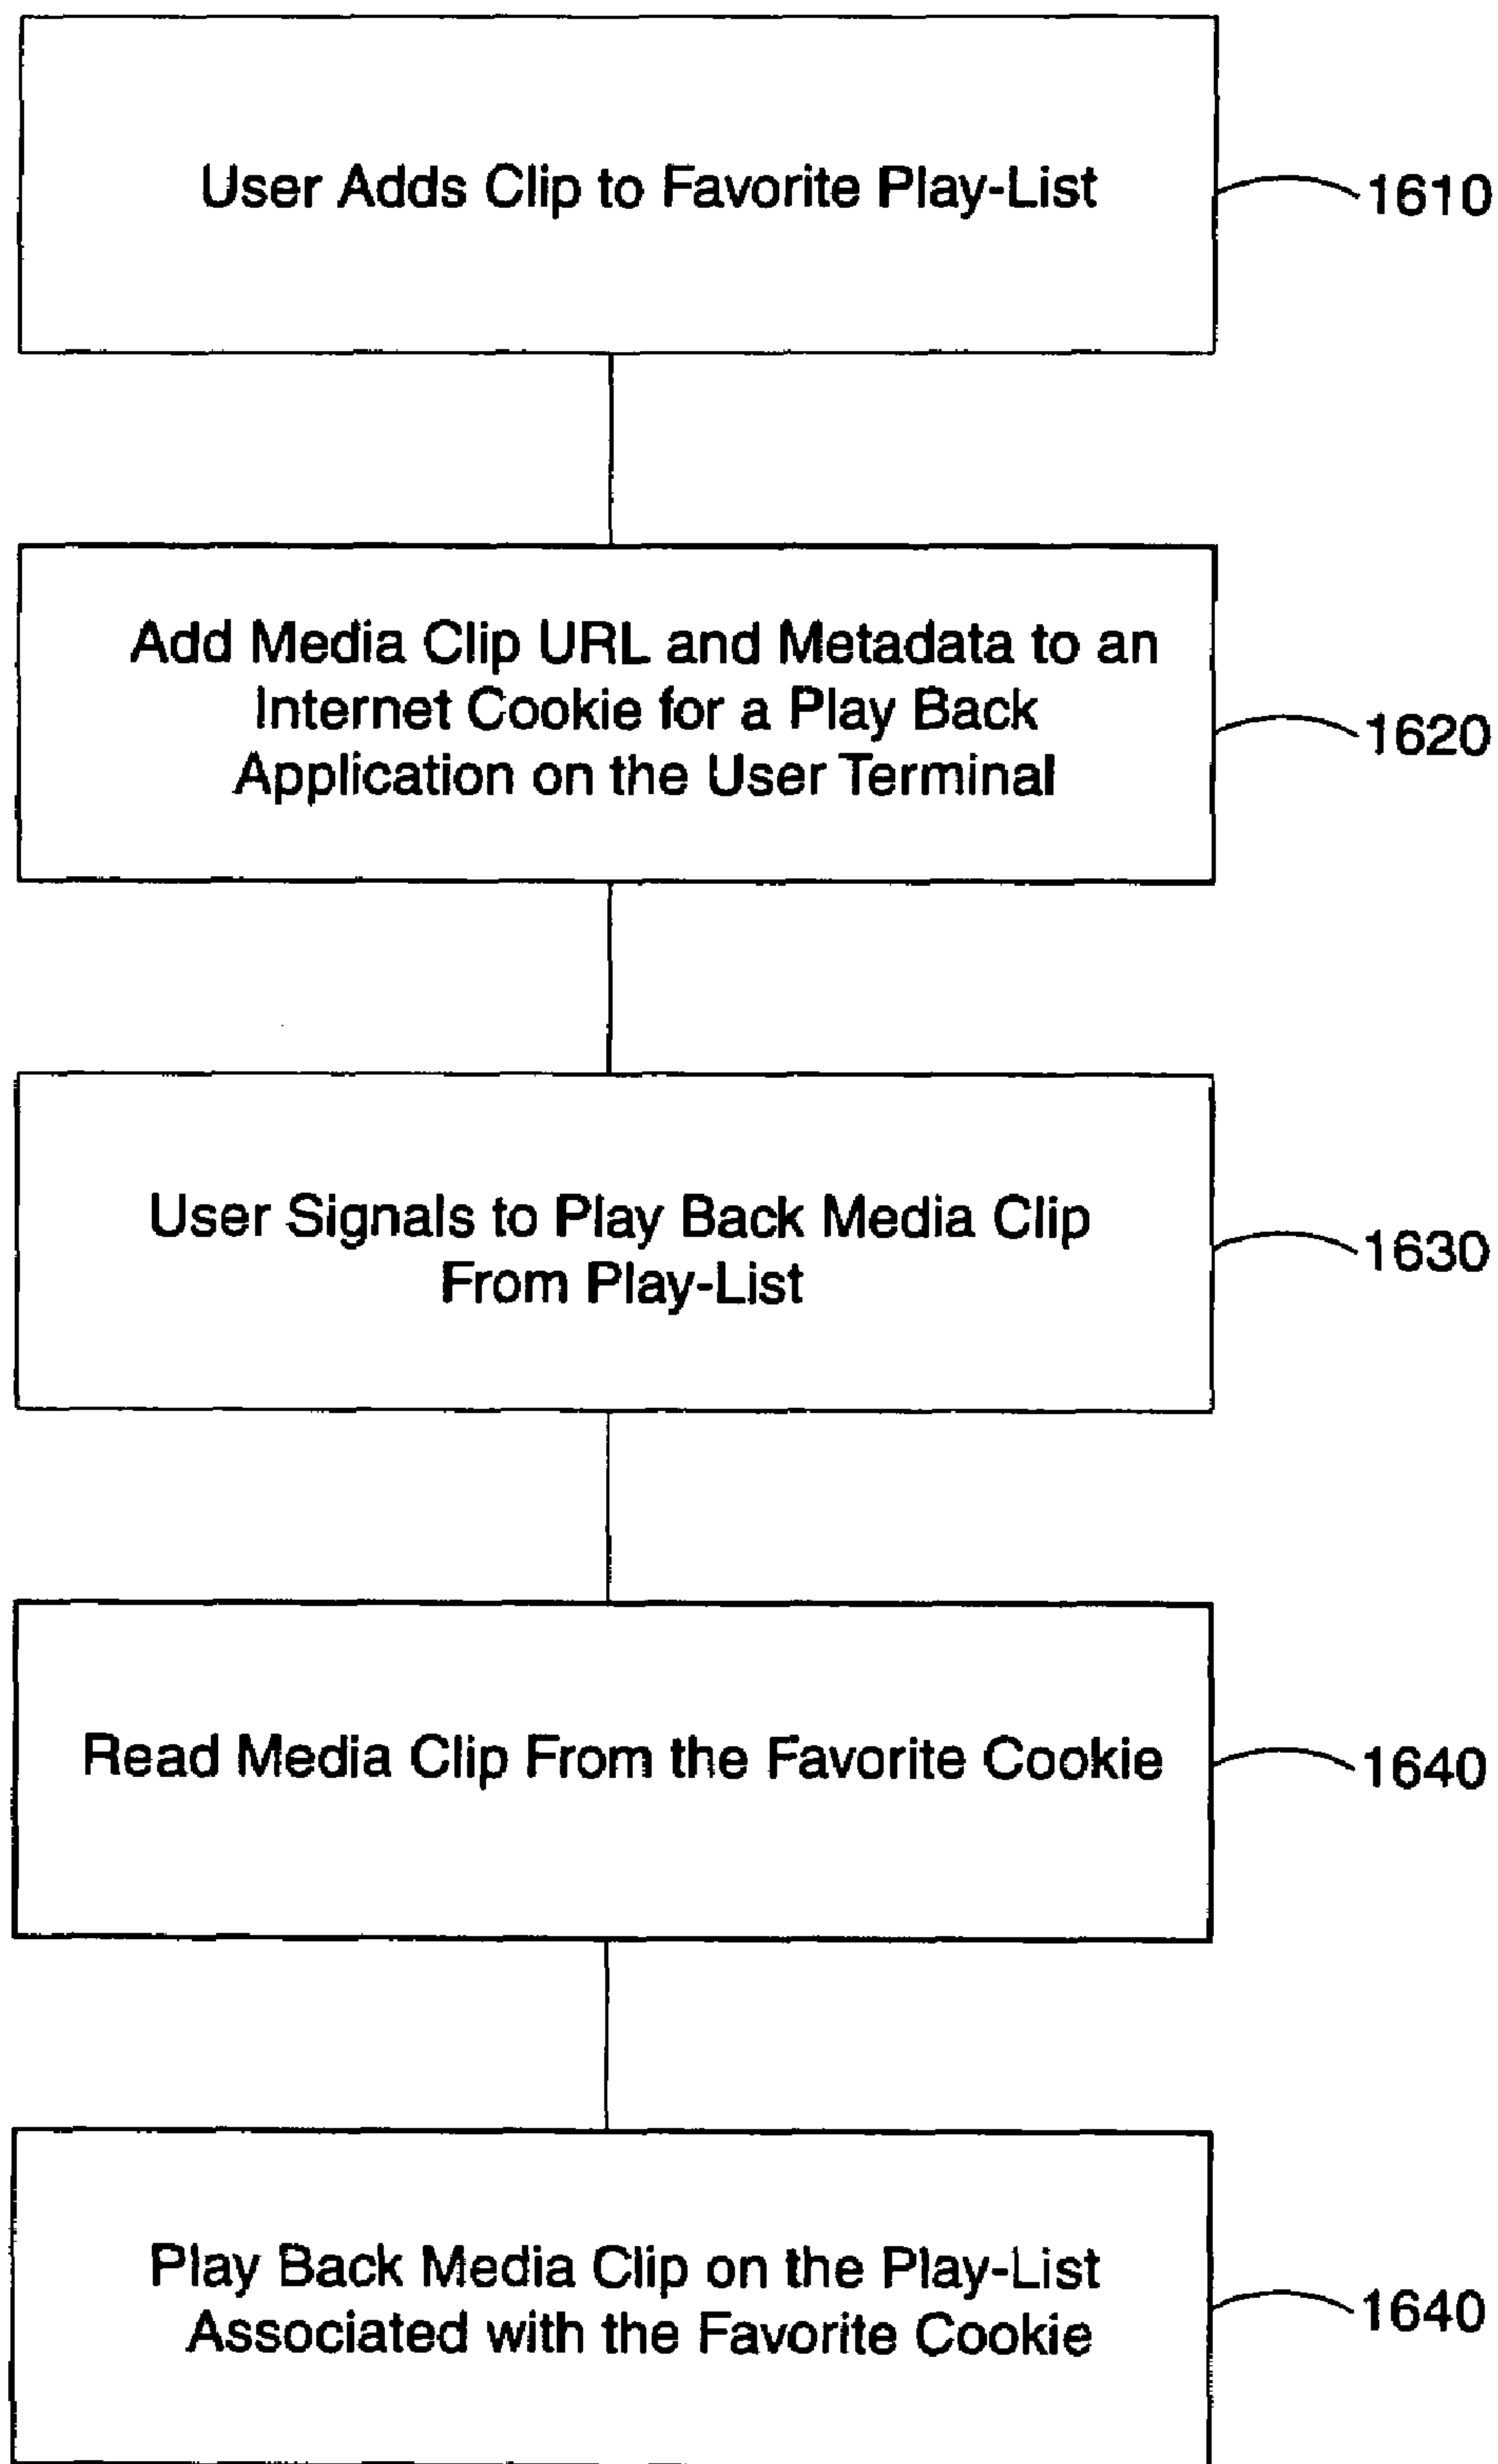 User Adds Clip to Favorite Play-List
1610
Add Media Clip URL and Metadata to an
Internet Cookie for a Play Back
Application on the User Terminal
1620
User Signals to Play Back Media Clip
From Play-List
1630
Read Media Clip From the Favorite Cookie
1640
Play Back Media Clip on the Play-List
Associated with the Favorite Cookie
1640